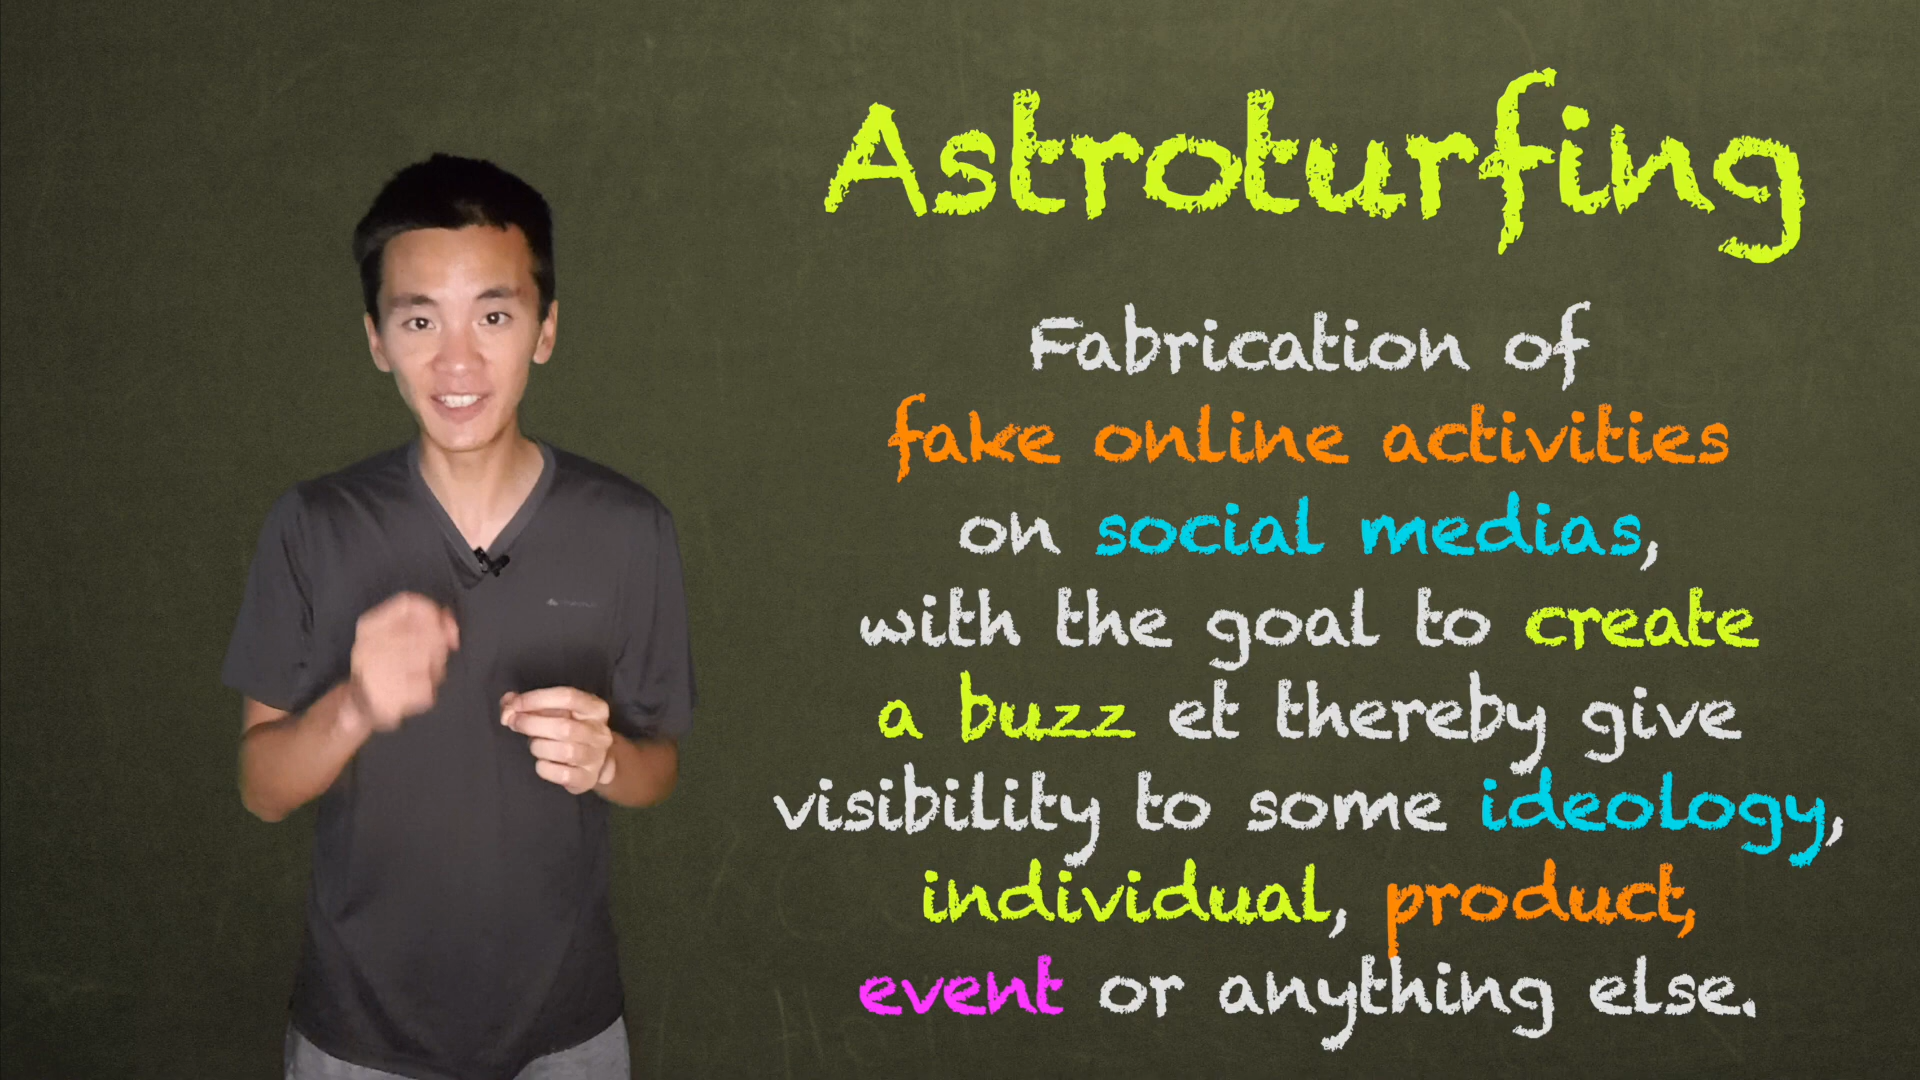 Astroturfing
Fabrication of
fake online activities
on social medias,
with the goal to create
a buzz et thereby give
visibility to some ideology,
individual, product,
event or anything else.